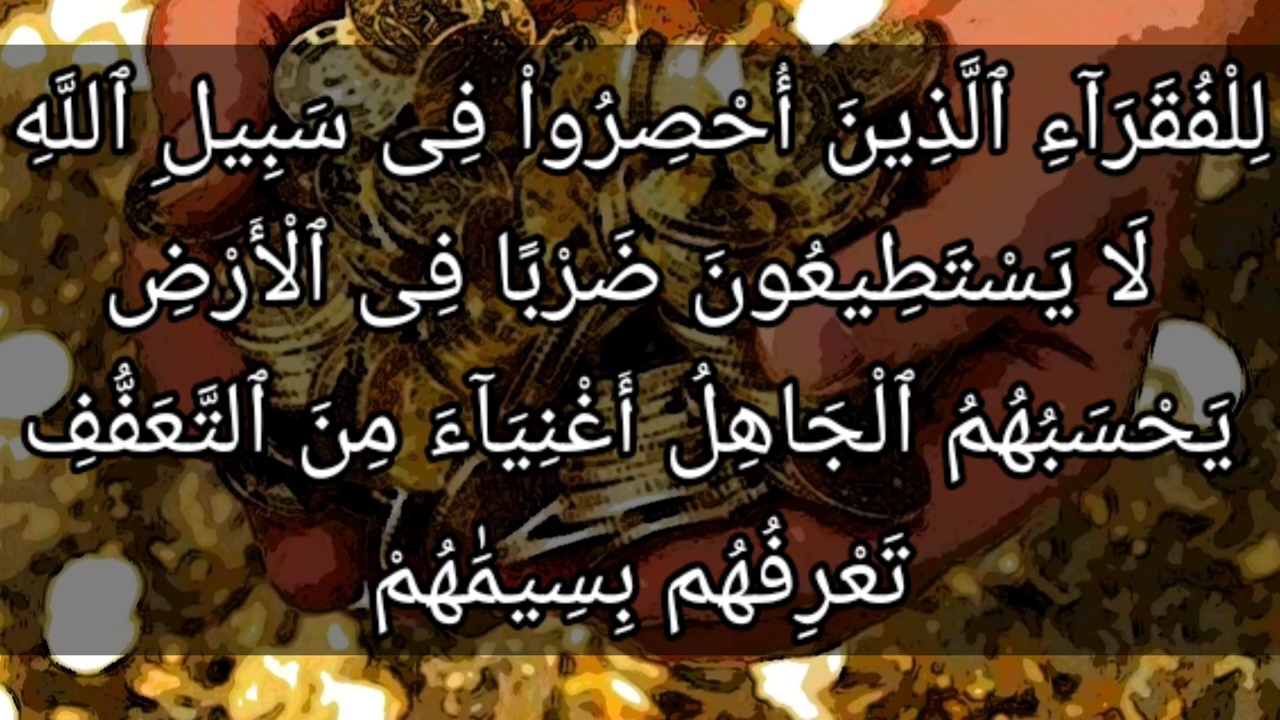 لِلْفُقَرَآءِ ٱلَّذِينَ أُحْصِرُوا۟ فِى سَبِيلِ ٱللَّهِ
لَا يَسْتَطِيعُونَ ضَرْبًا فِى ٱلْأَرْضِ
يَحْسَبُهُمُ ٱلْجَاهِلُ أَغْنِيَآءَ مِنَ ٱلتَّعَفُّفِ
تَعْرِفُهُم بِسِيمَٰهُمْ